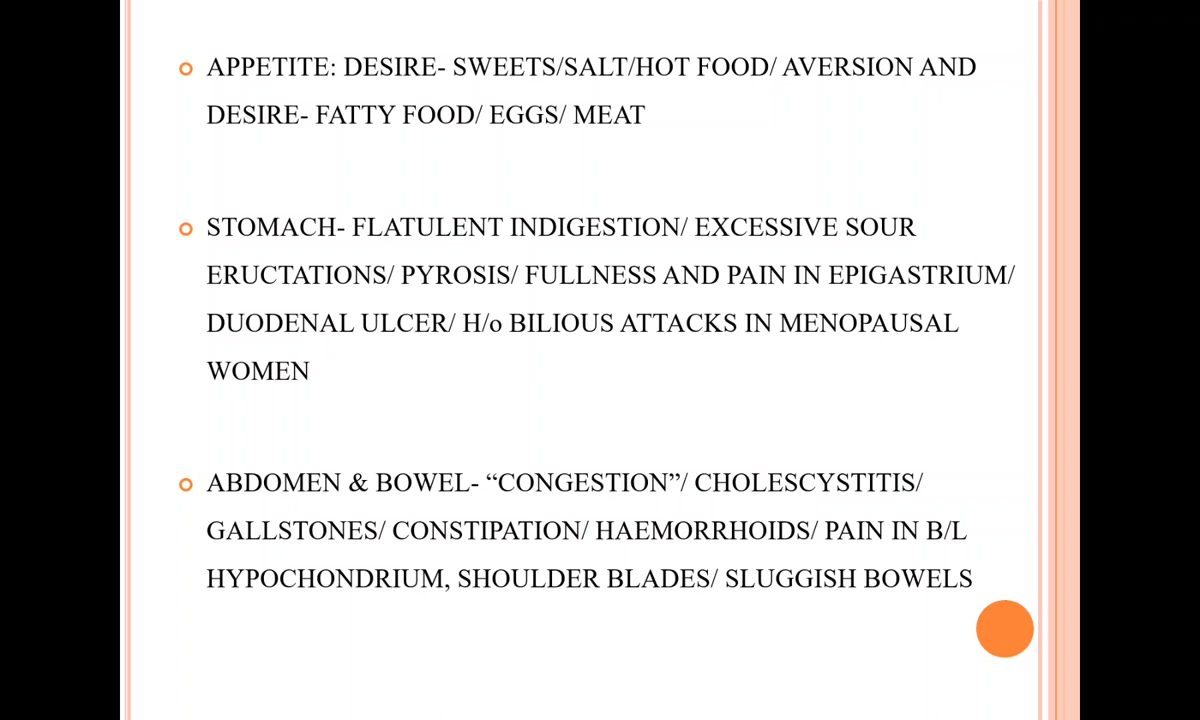 APPETITE: DESIRE- SWEETS/SALT/HOT FOOD/ AVERSION AND
DESIRE- FATTY FOOD/ EGGS/ MEAT
STOMACH- FLATULENT INDIGESTION/ EXCESSIVE SOUR
ERUCTATIONS/ PYROSIS/ FULLNESS AND PAIN IN EPIGASTRIUM/
DUODENAL ULCER/ H/o BILIOUS ATTACKS IN MENOPAUSAL
WOMEN
ABDOMEN & BOWEL- “CONGESTION”/ CHOLESCYSTITIS/
GALLSTONES/ CONSTIPATION/ HAEMORRHOIDS/ PAIN IN B/L
HYPOCHONDRIUM, SHOULDER BLADES/ SLUGGISH BOWELS